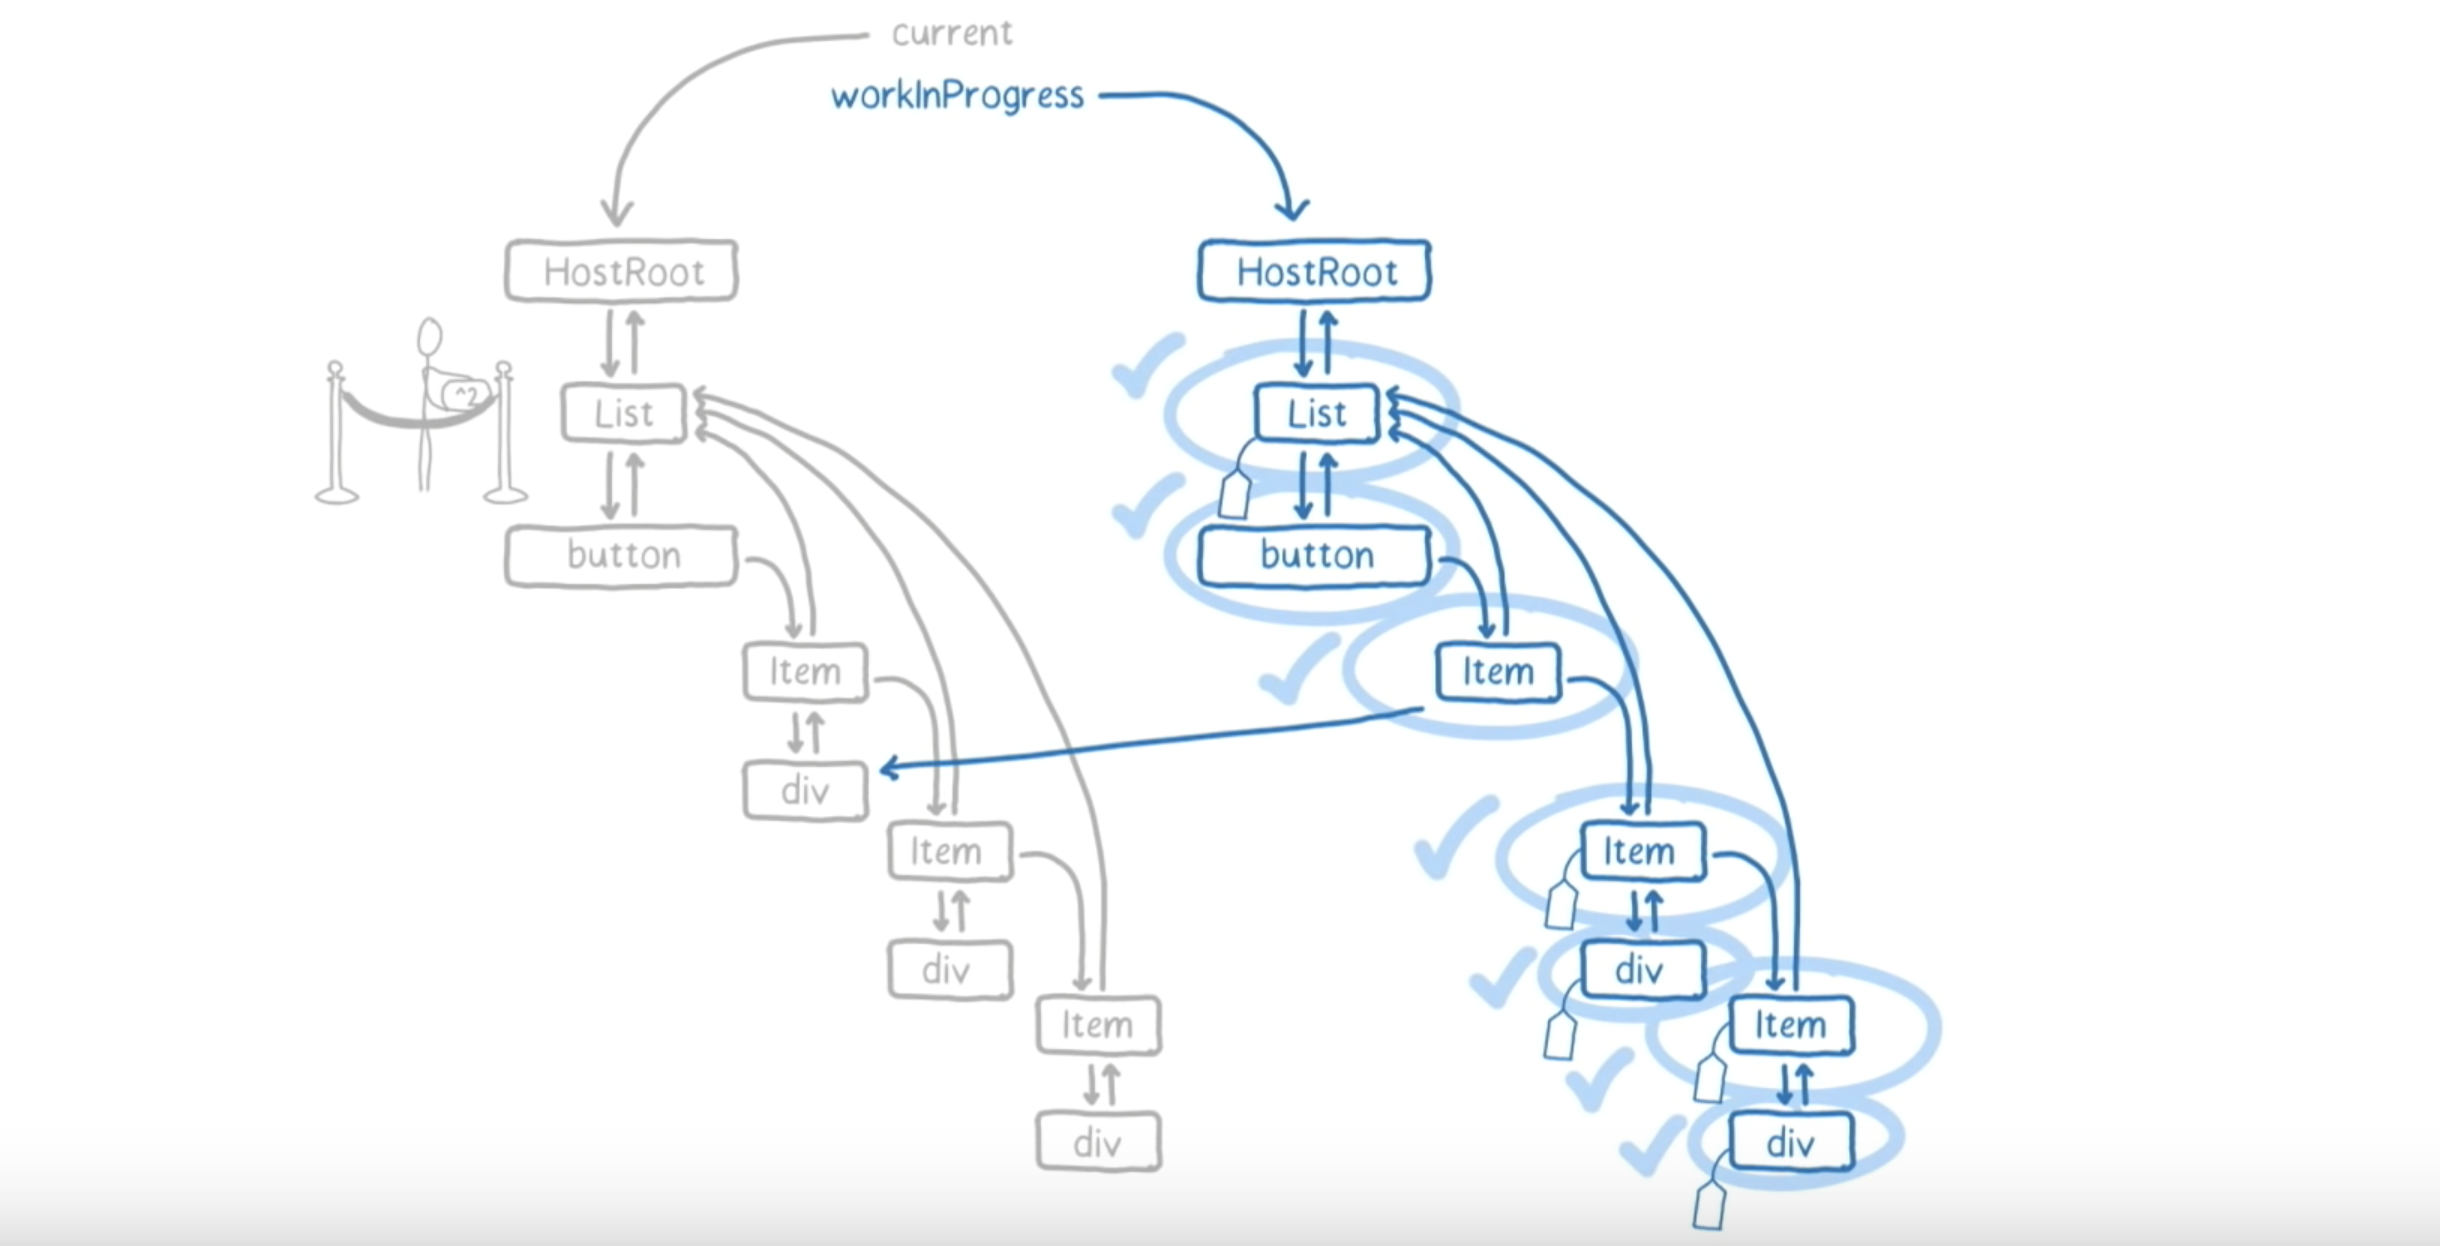 current
workInProgress
HostRoot
HostRoot
^2
List
List
button
button
Item
Item
div
Item
Item
div
div
Item
Item
div
div